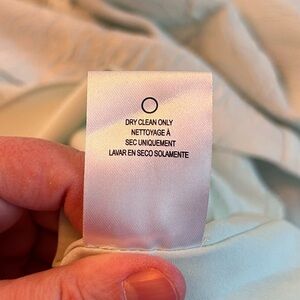 DRY CLEAN ONLY
NETTOYAGE À
SEC UNIQUEMENT
LAVAR EN SECO SOLAMENTE